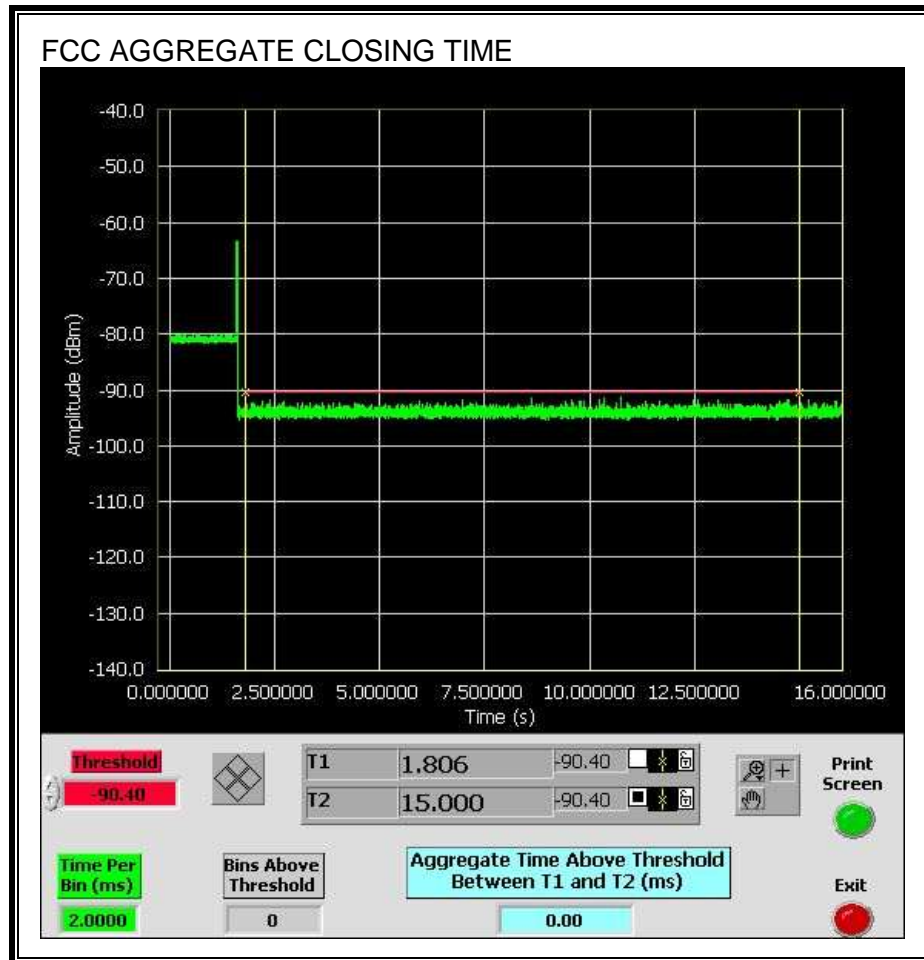 FCC AGGREGATE CLOSING TIME
-40.0
-50.0
-60.0
-70.0
-80.0
-90.0
-100.0
-110.0
-120.0
-130.0
-140.0
Amplitude (dBm)
0.000000 2.500000 5.000000 7.500000 10.000000 12.500000 16.000000
Time (s)
Threshold
-90.40
T1 1.806 -90.40
T2 15.000 -90.40
Print
Screen
Time Per
Bin (ms)
2.0000
Bins Above
Threshold
0
Aggregate Time Above Threshold
Between T1 and T2 (ms)
0.00
Exit